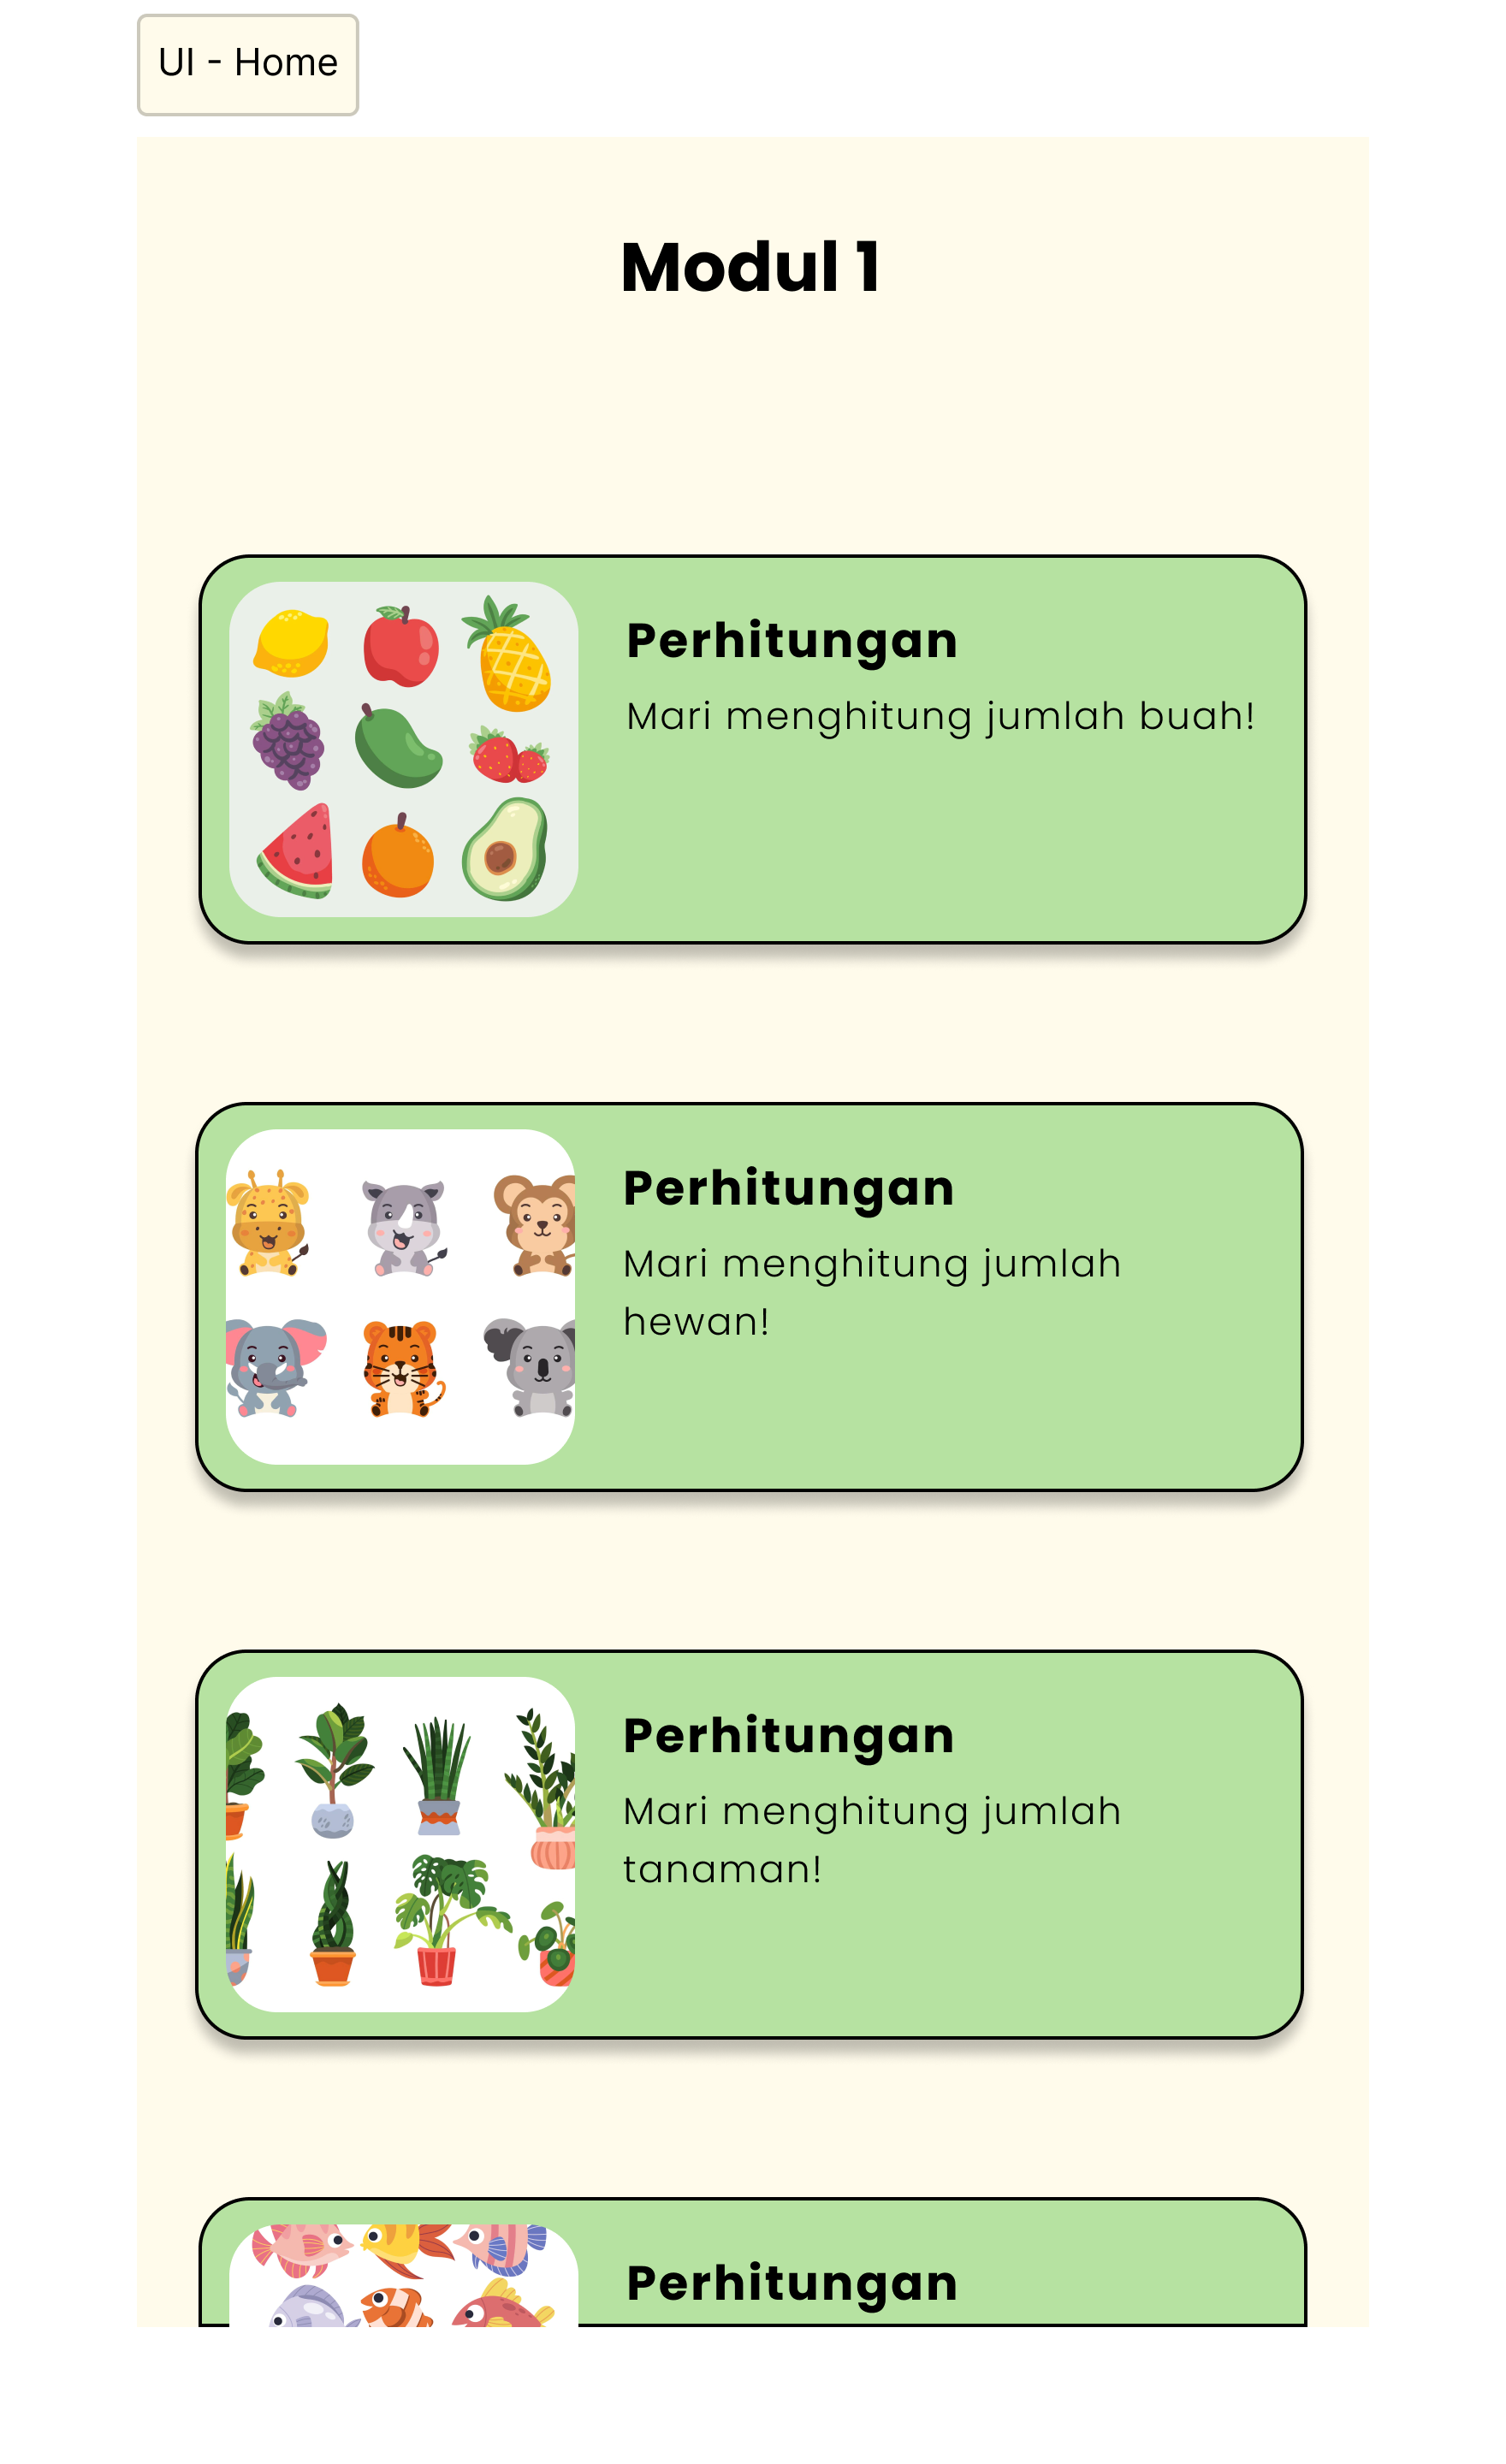 UI - Home
Modul 1
Perhitungan
Mari menghitung jumlah buah!
Perhitungan
Mari menghitung jumlah
hewan!
Perhitungan
Mari menghitung jumlah
tanaman!
Perhitungan